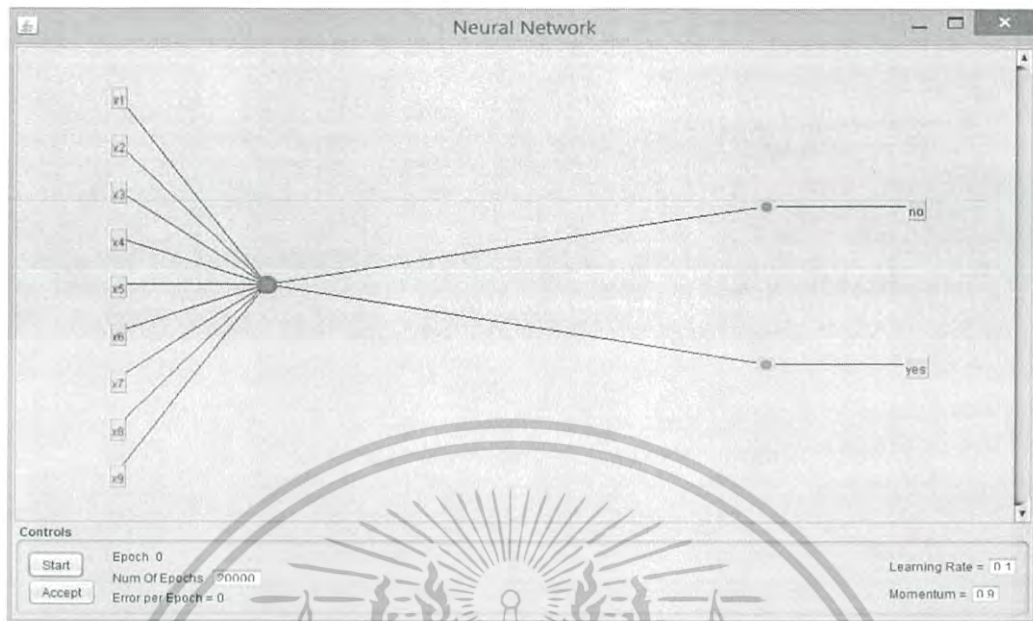 Neural Network
x1
x2
x3
x4
x5
x6
x7
x8
x9
no
yes
Controls
Start
Accept
Epoch 0
Num Of Epochs 20000
Error per Epoch = 0
Learning Rate = 0.1
Momentum = 0.9